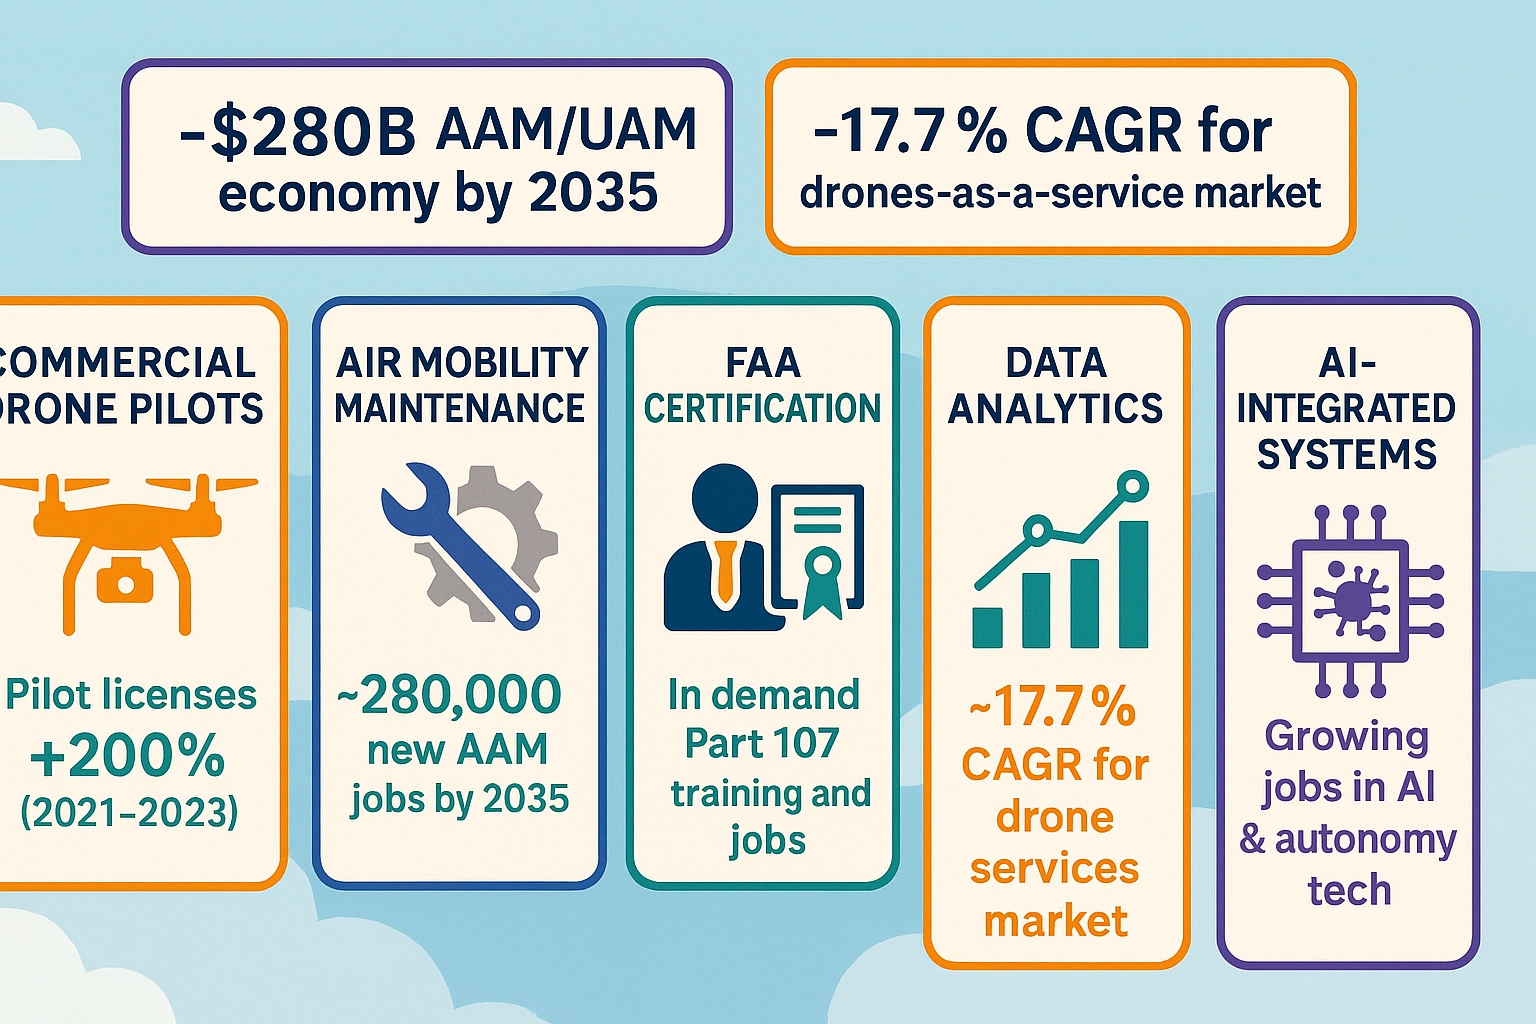 -$280B AAM/UAM
economy by 2035
-17.7% CAGR for
drones-as-a-service market
COMMERCIAL
DRONE PILOTS
Pilot licenses
+200%
(2021–2023)
AIR MOBILITY
MAINTENANCE
~280,000
new AAM
jobs by 2035
FAA
CERTIFICATION
In demand
Part 107
training and
jobs
DATA
ANALYTICS
~17.7%
CAGR for
drone
services
market
AI-
INTEGRATED
SYSTEMS
Growing
jobs in AI
& autonomy
tech